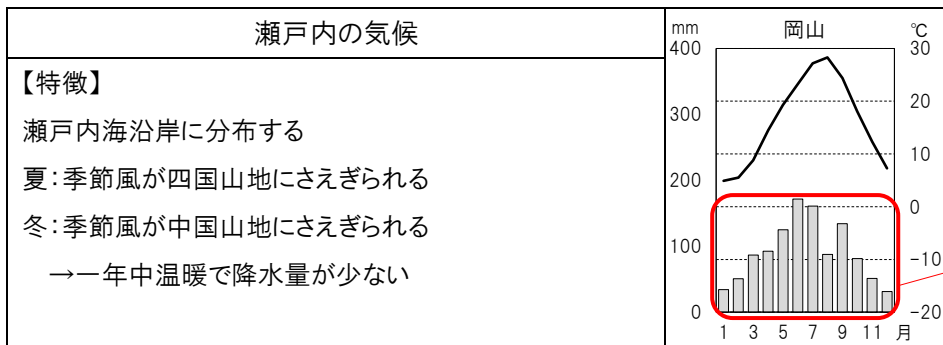 瀬戸内の気候
【特徴】
瀬戸内海沿岸に分布する
夏:季節風が四国山地にさえぎられる
冬:季節風が中国山地にさえぎられる
→一年中温暖で降水量が少ない
mm 岡山 ℃
400 30
300 20
10
200 0
100 -10
0 -20
1 3 5 7 9 11 月